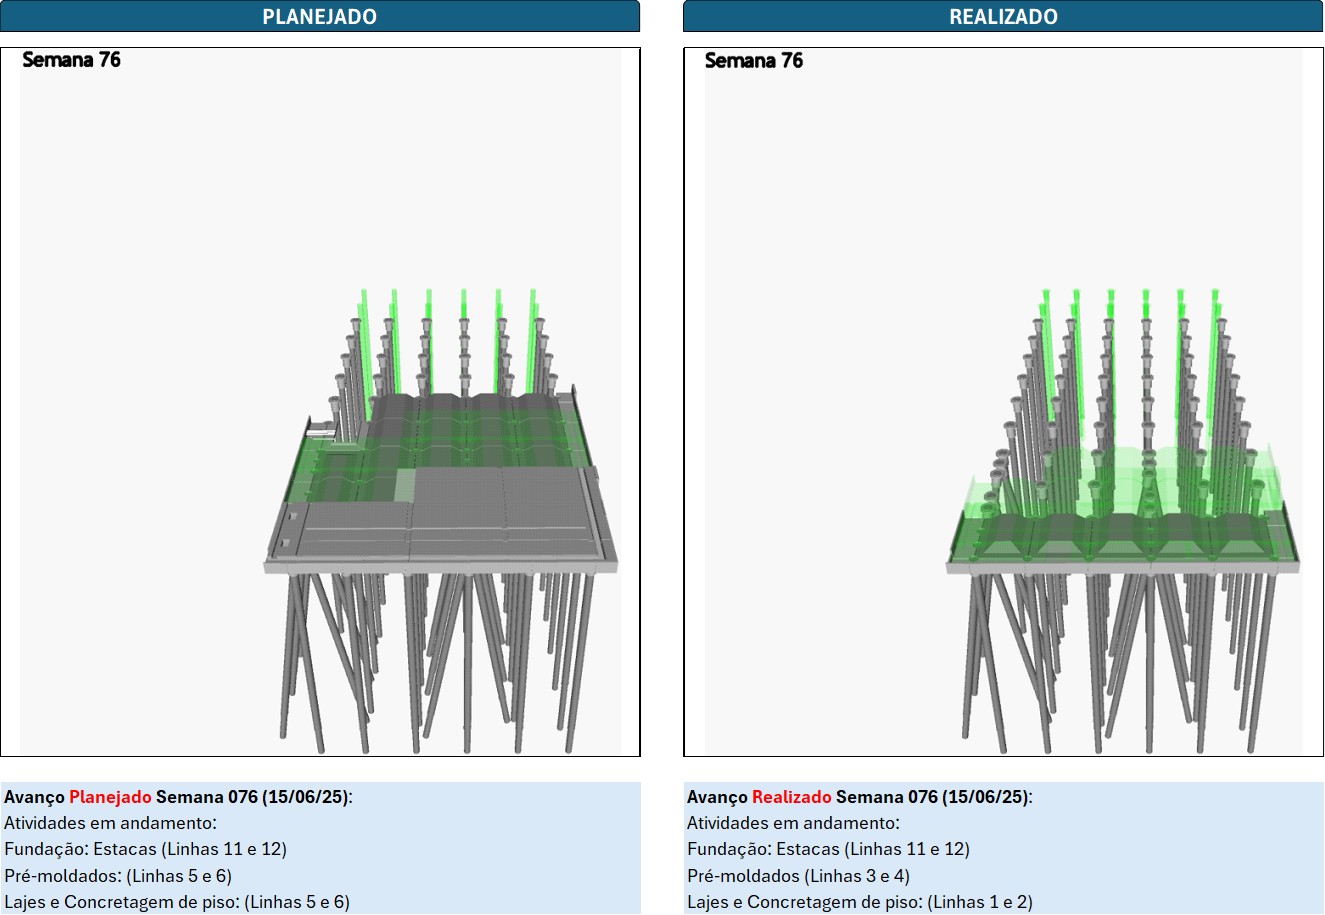 PLANEJADO
Semana 76
Avanço Planejado Semana 076 (15/06/25):
Atividades em andamento:
Fundação: Estacas (Linhas 11 e 12)
Pré-moldados: (Linhas 5 e 6)
Lajes e Concretagem de piso: (Linhas 5 e 6)
REALIZADO
Semana 76
Avanço Realizado Semana 076 (15/06/25):
Atividades em andamento:
Fundação: Estacas (Linhas 11 e 12)
Pré-moldados (Linhas 3 e 4)
Lajes e Concretagem de piso: (Linhas 1 e 2)